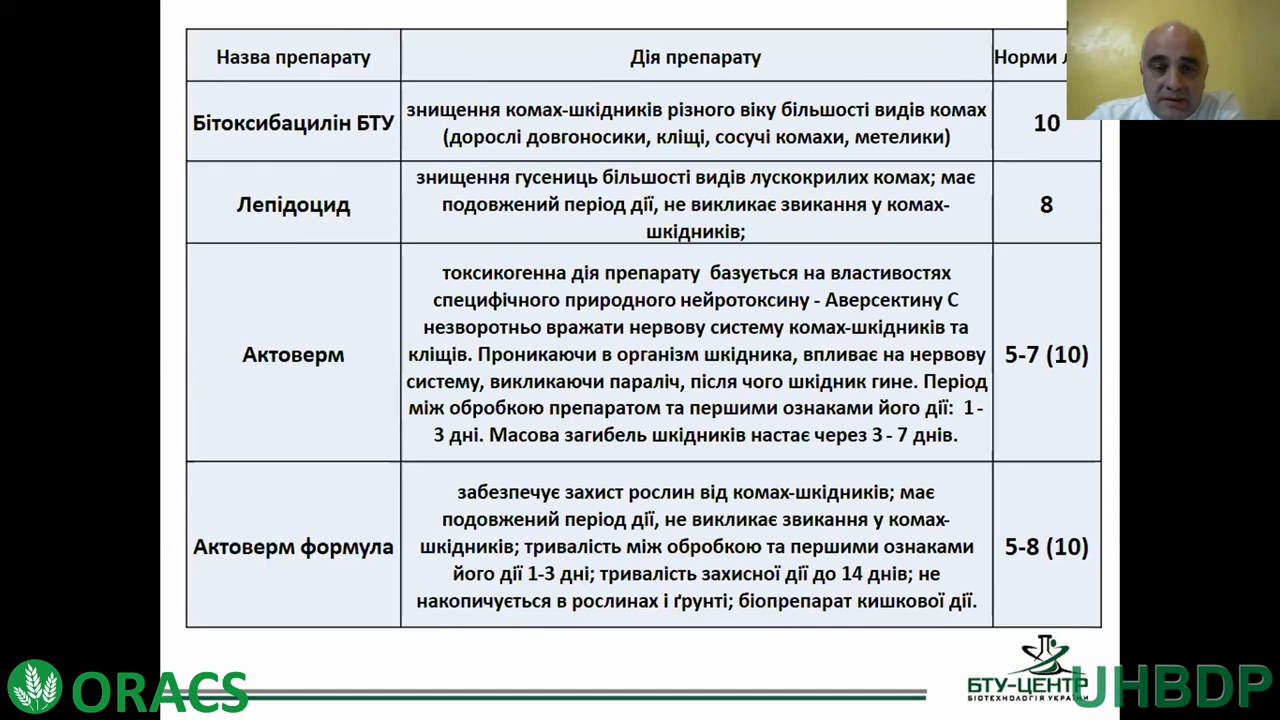 Назва препарату
Дія препарату
Норми
Бітоксибацилін БТУ
знищення комах-шкідників різного віку більшості видів комах
(дорослі довгоносики, кліщі, сосучі комахи, метелики)
10
Лепідоцид
знищення гусениць більшості видів лускокрилих комах; має
подовжений період дії, не викликає звикання у комах-
шкідників;
8
Актоверм
токсикогенна дія препарату базується на властивостях
специфічного природного нейротоксину - Аверсектину С
незворотньо вражати нервову систему комах-шкідників та
кліщів. Проникаючи в організм шкідника, впливає на нервову
систему, викликаючи параліч, після чого шкідник гине. Період
між обробкою препаратом та першими ознаками його дії: 1 -
3 дні. Масова загибель шкідників настає через 3 - 7 днів.
5-7 (10)
Актоверм формула
забезпечує захист рослин від комах-шкідників; має
подовжений період дії, не викликає звикання у комах-
шкідників; тривалість між обробкою та першими ознаками
його дії 1-3 дні; тривалість захисної дії до 14 днів; не
накопичується в рослинах і ґрунті; біопрепарат кишкової дії.
5-8 (10)
ORACS
БТУ-ЦЕНТР
БІОТЕХНОЛОГІЯ УКРАЇНИ
UHBDP